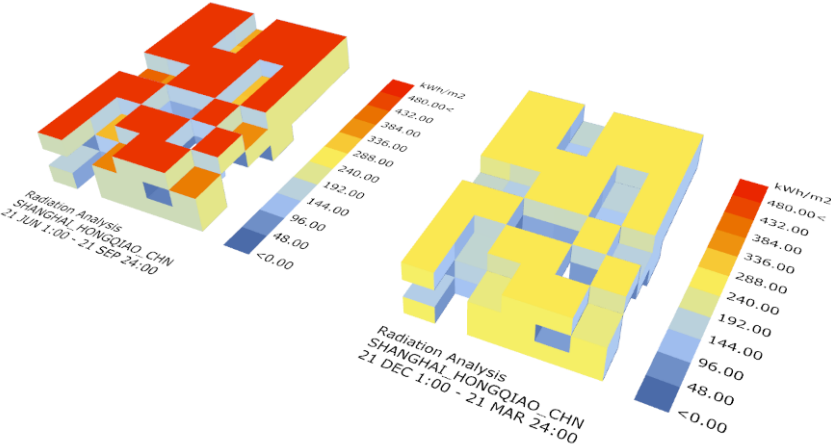 kWh/m2
480.00<
432.00
384.00
336.00
288.00
240.00
192.00
144.00
96.00
48.00
<0.00
Radiation Analysis
SHANGHAI_HONGQIAO_CHN
21 JUN 1:00 - 21 SEP 24:00
kWh/m2
480.00<
432.00
384.00
336.00
288.00
240.00
192.00
144.00
96.00
48.00
<0.00
Radiation Analysis
SHANGHAI_HONGQIAO_CHN
21 DEC 1:00 - 21 MAR 24:00